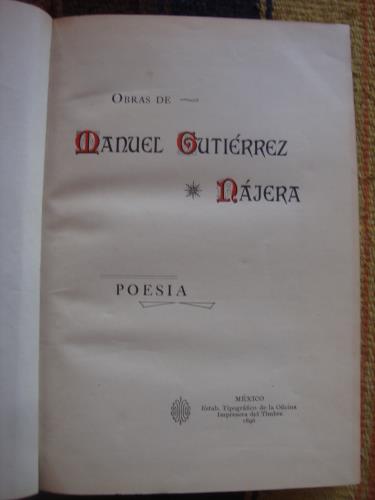 OBRAS DE
MANUEL GUTIÉRREZ
NÁJERA
POESIA
MÉXICO
Estab. Tipográfico de la Oficina
Impresora del Timbre
1896